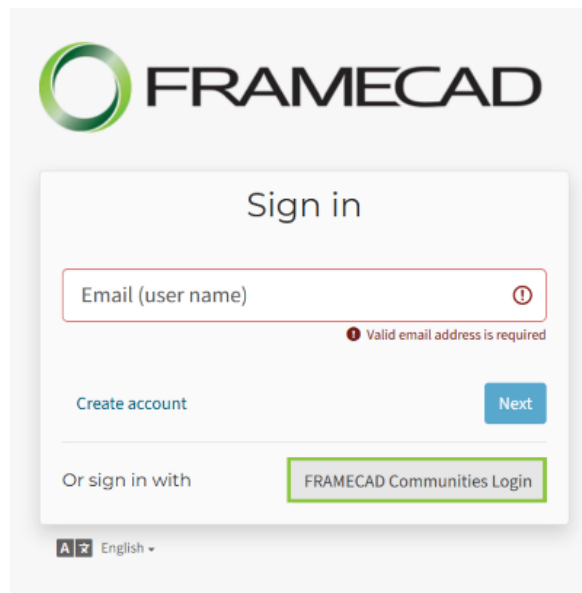 FRAMECAD
Sign in
Email (user name)
Valid email address is required
Create account
Next
Or sign in with
FRAMECAD Communities Login
A 文 English